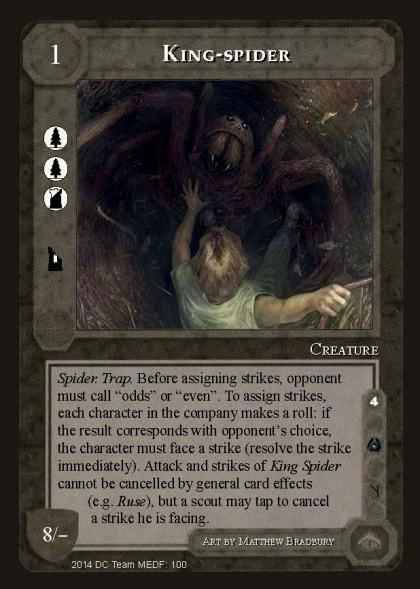 1
King-spider
Creature
Spider. Trap. Before assigning strikes, opponent
must call “odds” or “even”. To assign strikes,
each character in the company makes a roll: if
the result corresponds with opponent’s choice,
the character must face a strike (resolve the strike
immediately). Attack and strikes of King Spider
cannot be cancelled by general card effects
(e.g. Ruse), but a scout may tap to cancel
a strike he is facing.
4
8/–
Art by Matthew Bradbury
2014 DC Team MEDF: 100